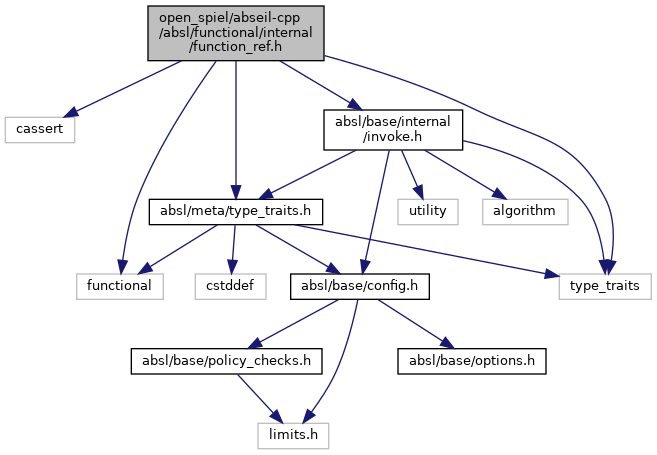 open_spiel/abseil-cpp
/absl/functional/internal
/function_ref.h
cassert
absl/base/internal
/invoke.h
absl/meta/type_traits.h
utility
algorithm
functional
cstddef
absl/base/config.h
type_traits
absl/base/policy_checks.h
absl/base/options.h
limits.h